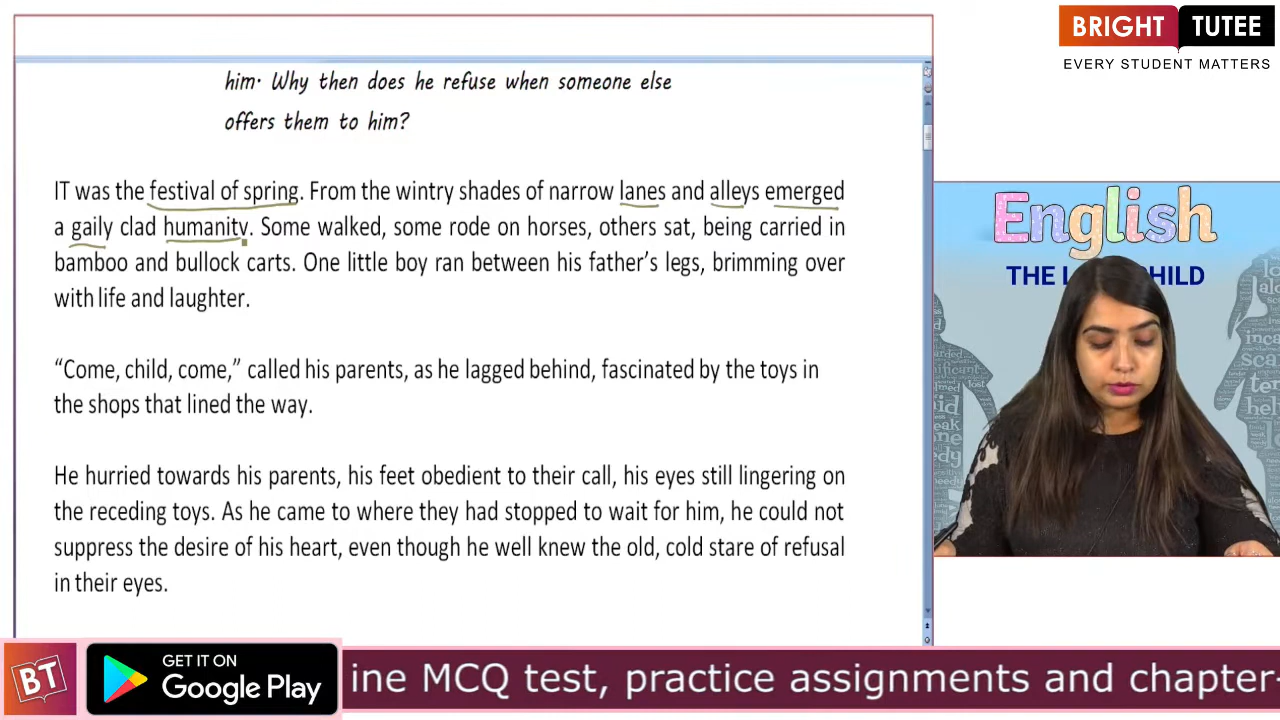 BRIGHT TUTEE
EVERY STUDENT MATTERS
him. Why then does he refuse when someone else
offers them to him?
IT was the festival of spring. From the wintry shades of narrow lanes and alleys emerged
a gaily clad humanity. Some walked, some rode on horses, others sat, being carried in
bamboo and bullock carts. One little boy ran between his father’s legs, brimming over
with life and laughter.
“Come, child, come,” called his parents, as he lagged behind, fascinated by the toys in
the shops that lined the way.
He hurried towards his parents, his feet obedient to their call, his eyes still lingering on
the receding toys. As he came to where they had stopped to wait for him, he could not
suppress the desire of his heart, even though he well knew the old, cold stare of refusal
in their eyes.
English
THE L CHILD
BT
GET IT ON
Google Play
ine MCQ test, practice assignments and chapter-